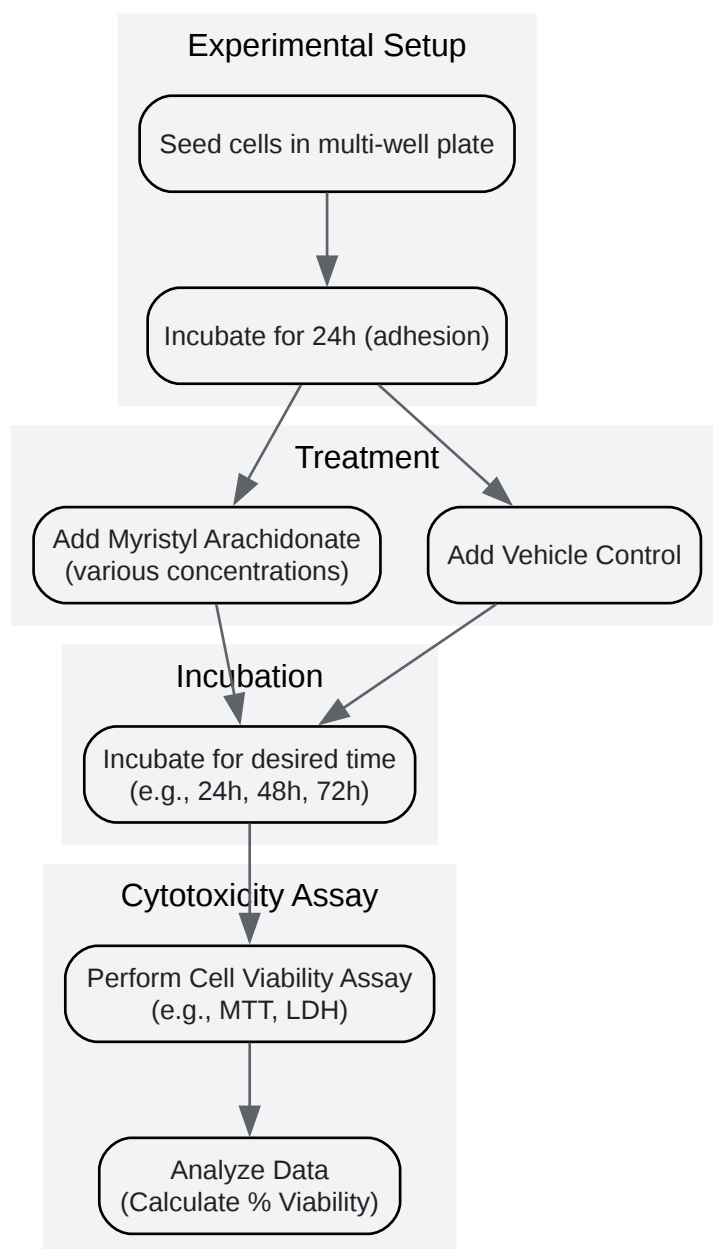 Experimental Setup
Seed cells in multi-well plate
Incubate for 24h (adhesion)
Treatment
Add Myristyl Arachidonate
(various concentrations)
Add Vehicle Control
Incubation
Incubate for desired time
(e.g., 24h, 48h, 72h)
Cytotoxicity Assay
Perform Cell Viability Assay
(e.g., MTT, LDH)
Analyze Data
(Calculate % Viability)